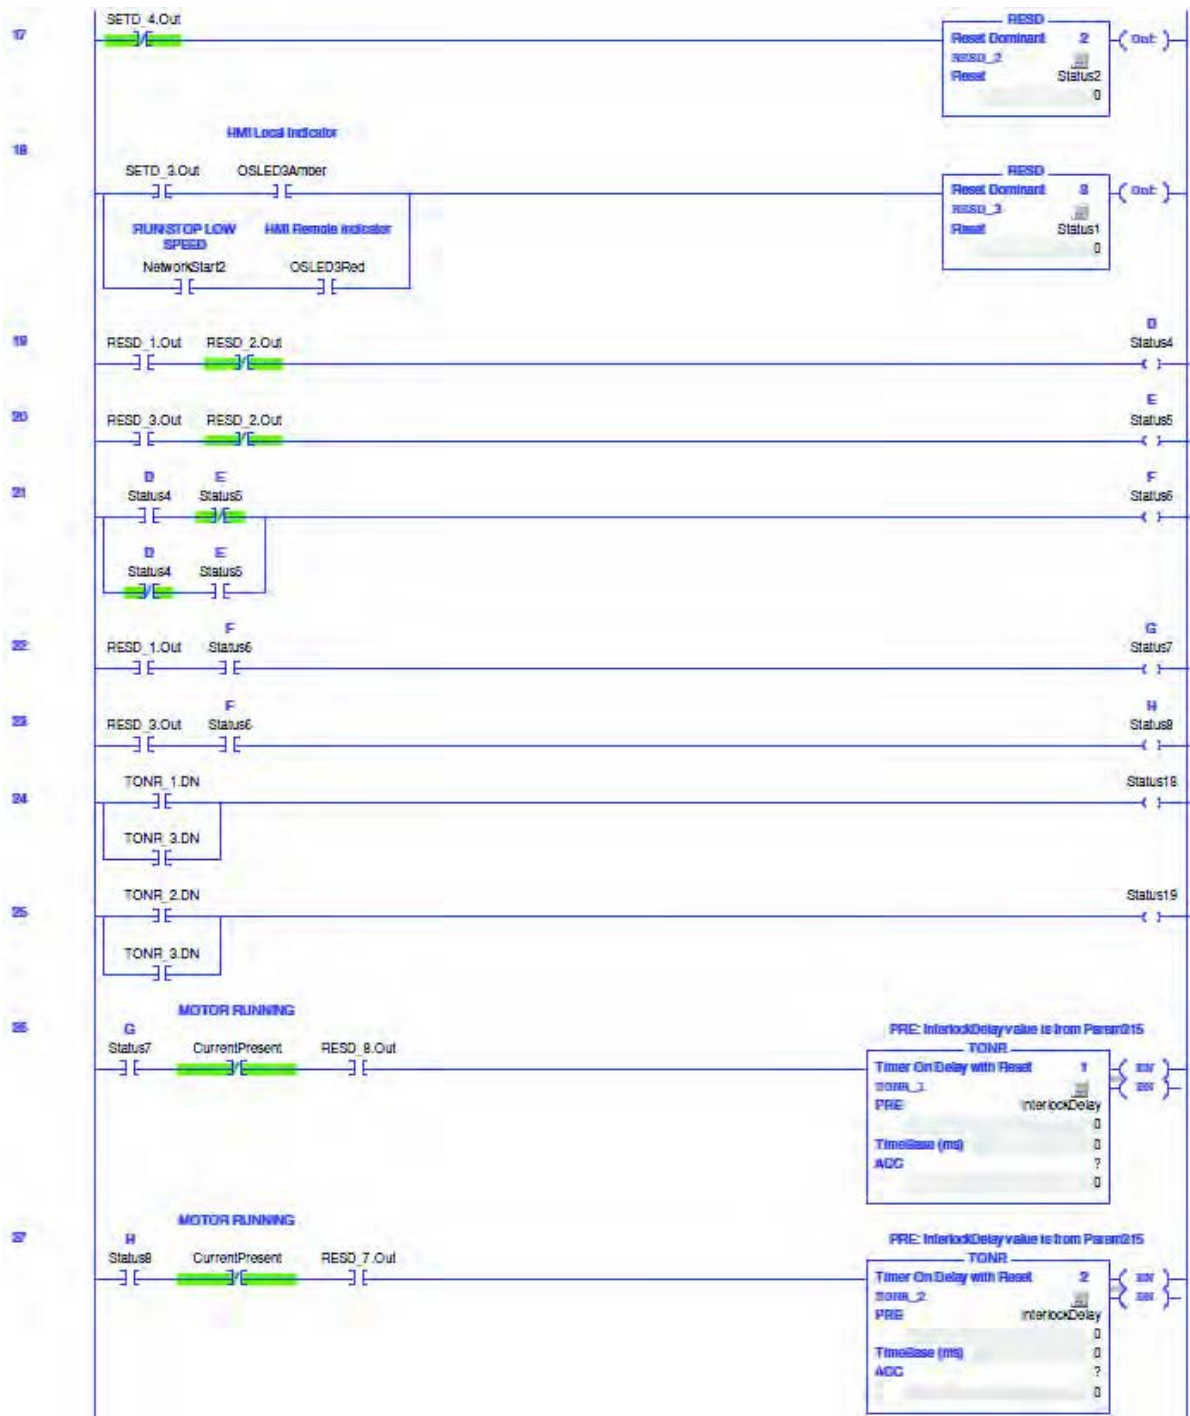 SETD_4.Out
17
RESD
Reset Dominant 2
RESD_2
Reset Status2
0
Out
18
HMI Local Indicator
SETD_3.Out OSLED3Amber
RESD
Reset Dominant 3
RESD_3
Reset Status1
0
Out
RUN/STOP LOW SPEED HMI Remote Indicator
NetworkStart2 OSLED3Red
19
RESD_1.Out RESD_2.Out
D
Status4
20
RESD_3.Out RESD_2.Out
E
Status5
21
D E
Status4 Status5
F
Status6
D E
Status4 Status5
22
F
RESD_1.Out Status6
G
Status7
23
F
RESD_3.Out Status6
H
Status8
24
TONR_1.DN
Status18
TONR_3.DN
25
TONR_2.DN
Status19
TONR_3.DN
26
MOTOR RUNNING
G
Status7 CurrentPresent RESD_8.Out
PRE: InterlockDelay value is from Param215
TONR
Timer On Delay with Reset 1
TONR_1
PRE InterlockDelay
0
TimeBase (ms) 0
ACC ?
0
EN
DN
27
MOTOR RUNNING
H
Status8 CurrentPresent RESD_7.Out
PRE: InterlockDelay value is from Param215
TONR
Timer On Delay with Reset 2
TONR_2
PRE InterlockDelay
0
TimeBase (ms) 0
ACC ?
0
EN
DN